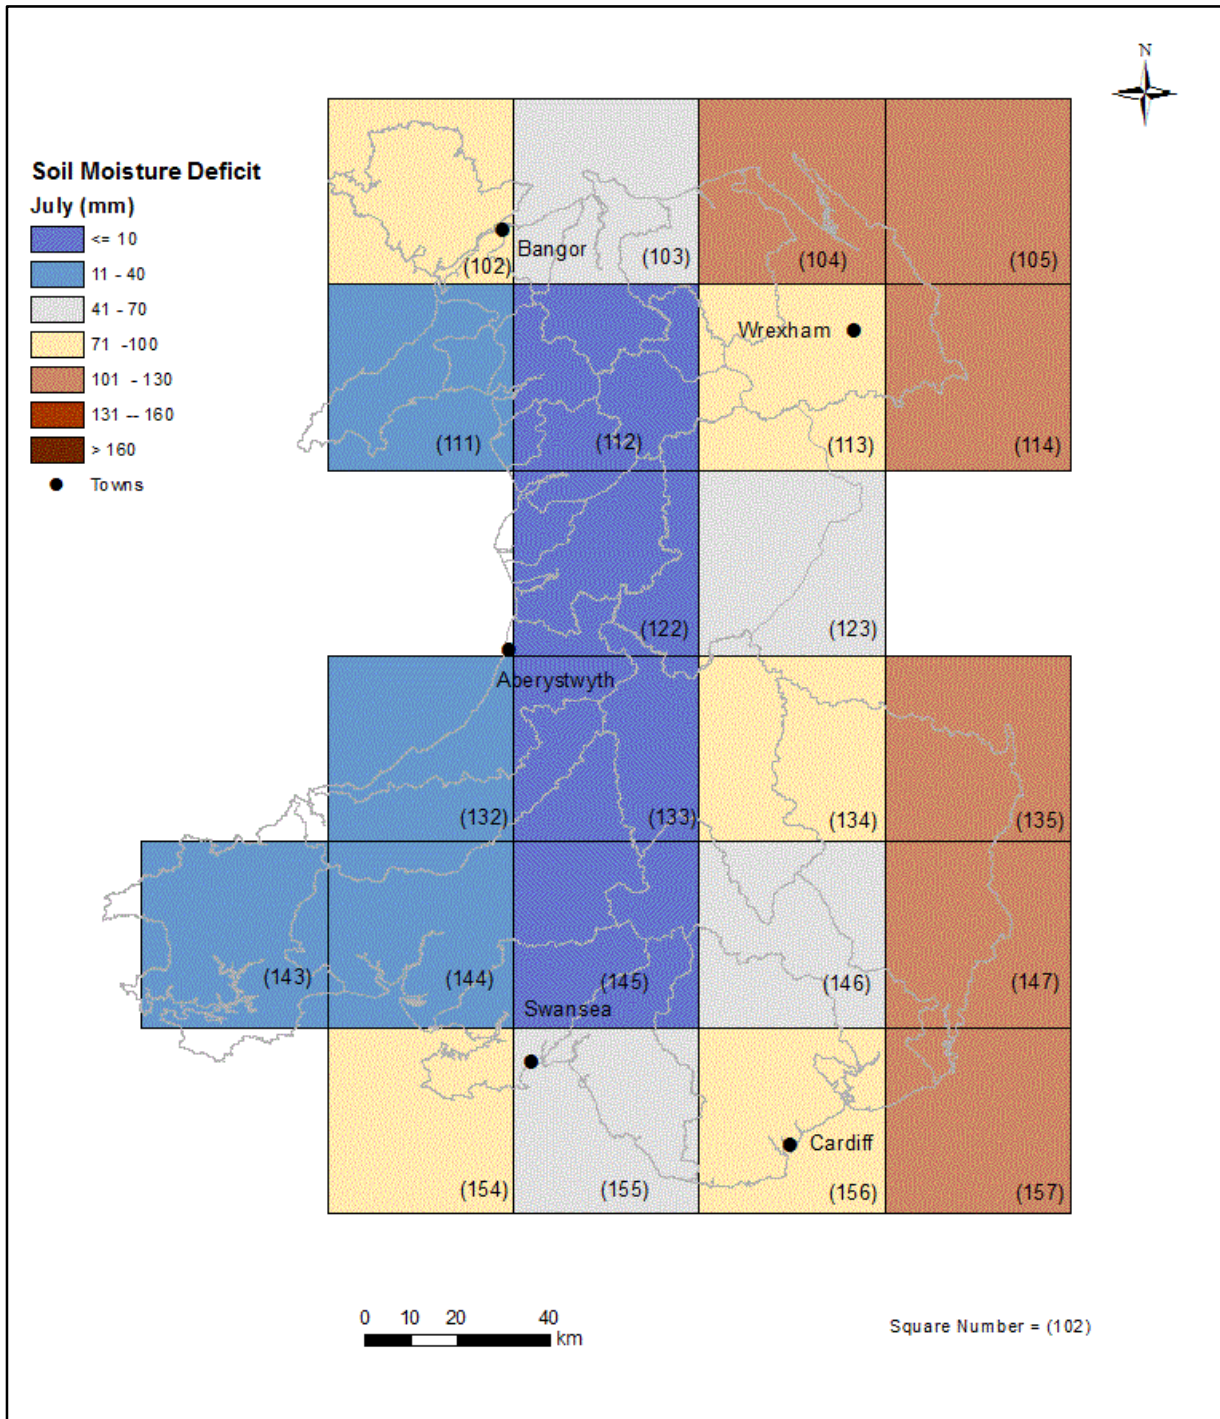 N
Soil Moisture Deficit
July (mm)
<= 10
11 - 40
41 - 70
71 -100
101 - 130
131 -- 160
> 160
Towns
Bangor
(102)
(103)
(104)
(105)
Wrexham
(111)
(112)
(113)
(114)
(122)
(123)
Aberystwyth
(132)
(133)
(134)
(135)
(143)
(144)
(145)
(146)
(147)
Swansea
Cardiff
(154)
(155)
(156)
(157)
0 10 20 40
km
Square Number = (102)